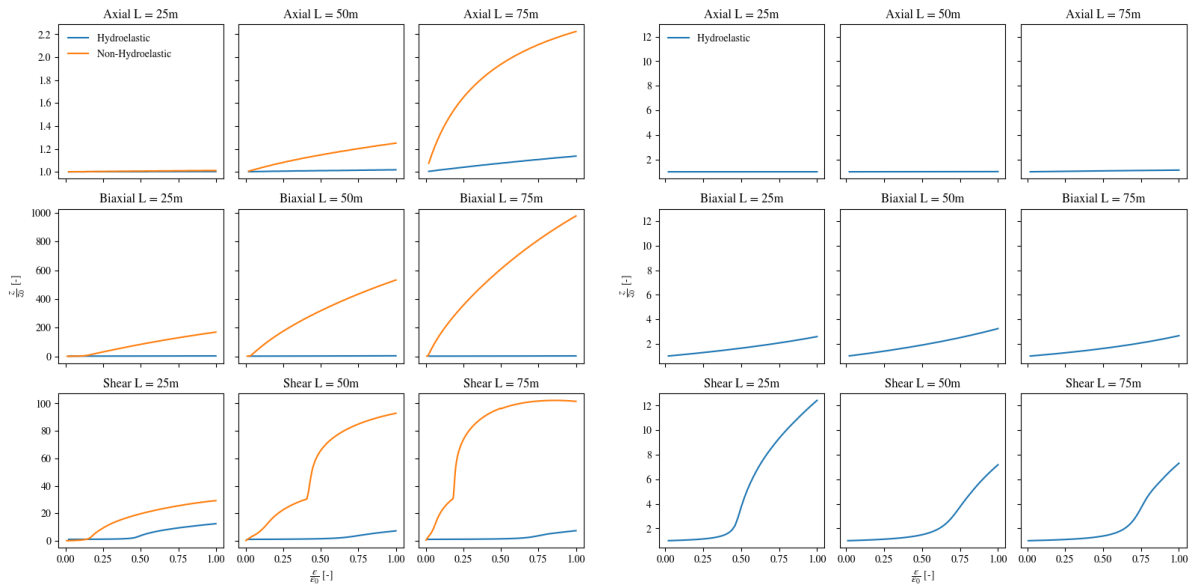 Axial L = 25m
Axial L = 50m
Axial L = 75m
Axial L = 25m
Axial L = 50m
Axial L = 75m
2.2
2.0
1.8
1.6
1.4
1.2
1.0
Hydroelastic
Non-Hydroelastic
12
10
8
6
4
2
Hydroelastic
Biaxial L = 25m
Biaxial L = 50m
Biaxial L = 75m
Biaxial L = 25m
Biaxial L = 50m
Biaxial L = 75m
1000
800
600
400
200
0
12
10
8
6
4
2
Shear L = 25m
Shear L = 50m
Shear L = 75m
Shear L = 25m
Shear L = 50m
Shear L = 75m
100
80
60
40
20
0
12
10
8
6
4
2
0.00 0.25 0.50 0.75 1.00
0.00 0.25 0.50 0.75 1.00
0.00 0.25 0.50 0.75 1.00
0.00 0.25 0.50 0.75 1.00
0.00 0.25 0.50 0.75 1.00
0.00 0.25 0.50 0.75 1.00